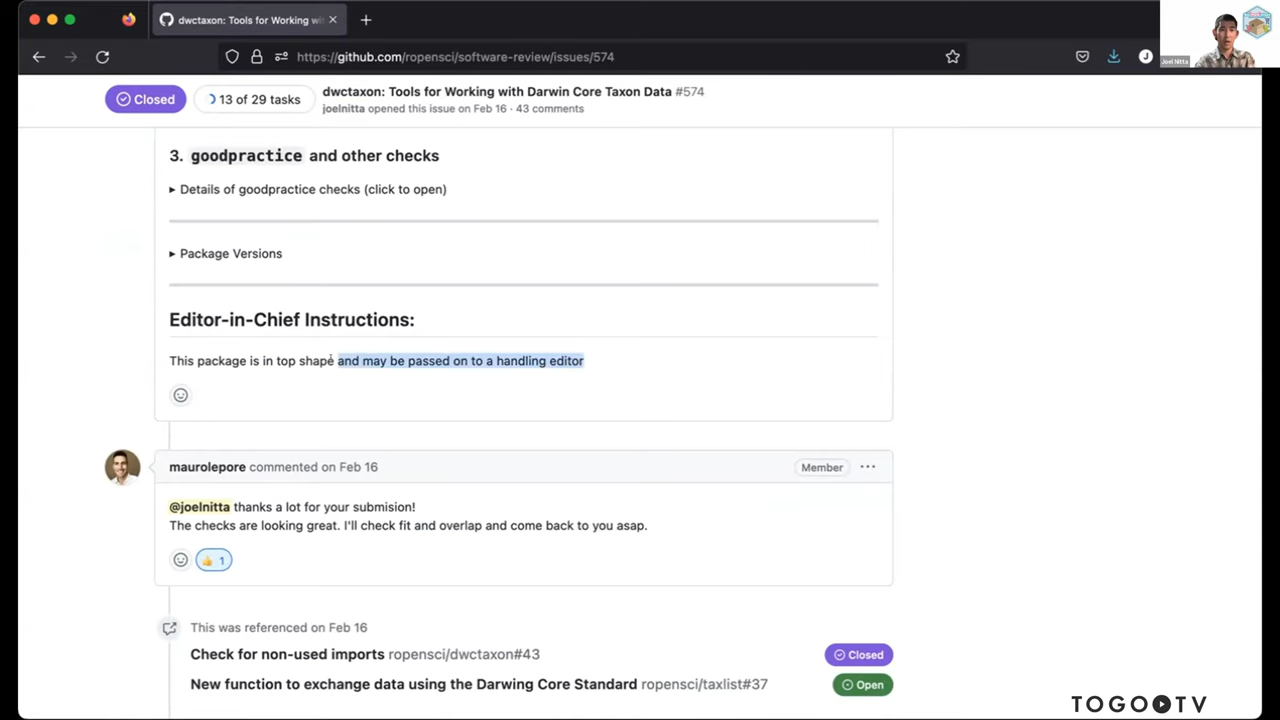 dwctaxon: Tools for Working wi
https://github.com/ropensci/software-review/issues/574
J
Joel Nitta
Closed
13 of 29 tasks
dwctaxon: Tools for Working with Darwin Core Taxon Data #574
joelnitta opened this issue on Feb 16 · 43 comments
3. goodpractice and other checks
Details of goodpractice checks (click to open)
Package Versions
Editor-in-Chief Instructions:
This package is in top shape and may be passed on to a handling editor
maurolepore commented on Feb 16
Member
@joelnitta thanks a lot for your submision!
The checks are looking great. I'll check fit and overlap and come back to you asap.
👍 1
This was referenced on Feb 16
Check for non-used imports ropensci/dwctaxon#43
Closed
New function to exchange data using the Darwing Core Standard ropensci/taxlist#37
Open
TOGOTV